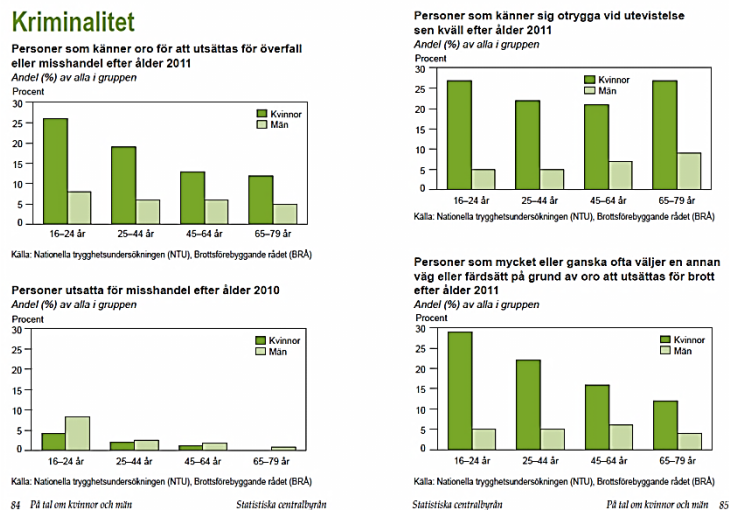 Kriminalitet
Personer som känner oro för att utsättas för överfall
eller misshandel efter ålder 2011
Andel (%) av alla i gruppen
Procent
30
25
20
15
10
5
0
Kvinnor
Män
16–24 år 25–44 år 45–64 år 65–79 år
Källa: Nationella trygghetsundersökningen (NTU), Brottsförebyggande rådet (BRÅ)
Personer utsatta för misshandel efter ålder 2010
Andel (%) av alla i gruppen
Procent
30
25
20
15
10
5
0
Kvinnor
Män
16–24 år 25–44 år 45–64 år 65–79 år
Källa: Nationella trygghetsundersökningen (NTU), Brottsförebyggande rådet (BRÅ)
84 På tal om kvinnor och män Statistiska centralbyrån
Personer som känner sig otrygga vid utevistelse
sen kväll efter ålder 2011
Andel (%) av alla i gruppen
Procent
30
25
20
15
10
5
0
Kvinnor
Män
16–24 år 25–44 år 45–64 år 65–79 år
Källa: Nationella trygghetsundersökningen (NTU), Brottsförebyggande rådet (BRÅ)
Personer som mycket eller ganska ofta väljer en annan
väg eller färdsätt på grund av oro att utsättas för brott
efter ålder 2011
Andel (%) av alla i gruppen
Procent
30
25
20
15
10
5
0
Kvinnor
Män
16–24 år 25–44 år 45–64 år 65–79 år
Källa: Nationella trygghetsundersökningen (NTU), Brottsförebyggande rådet (BRÅ)
Statistiska centralbyrån På tal om kvinnor och män 85